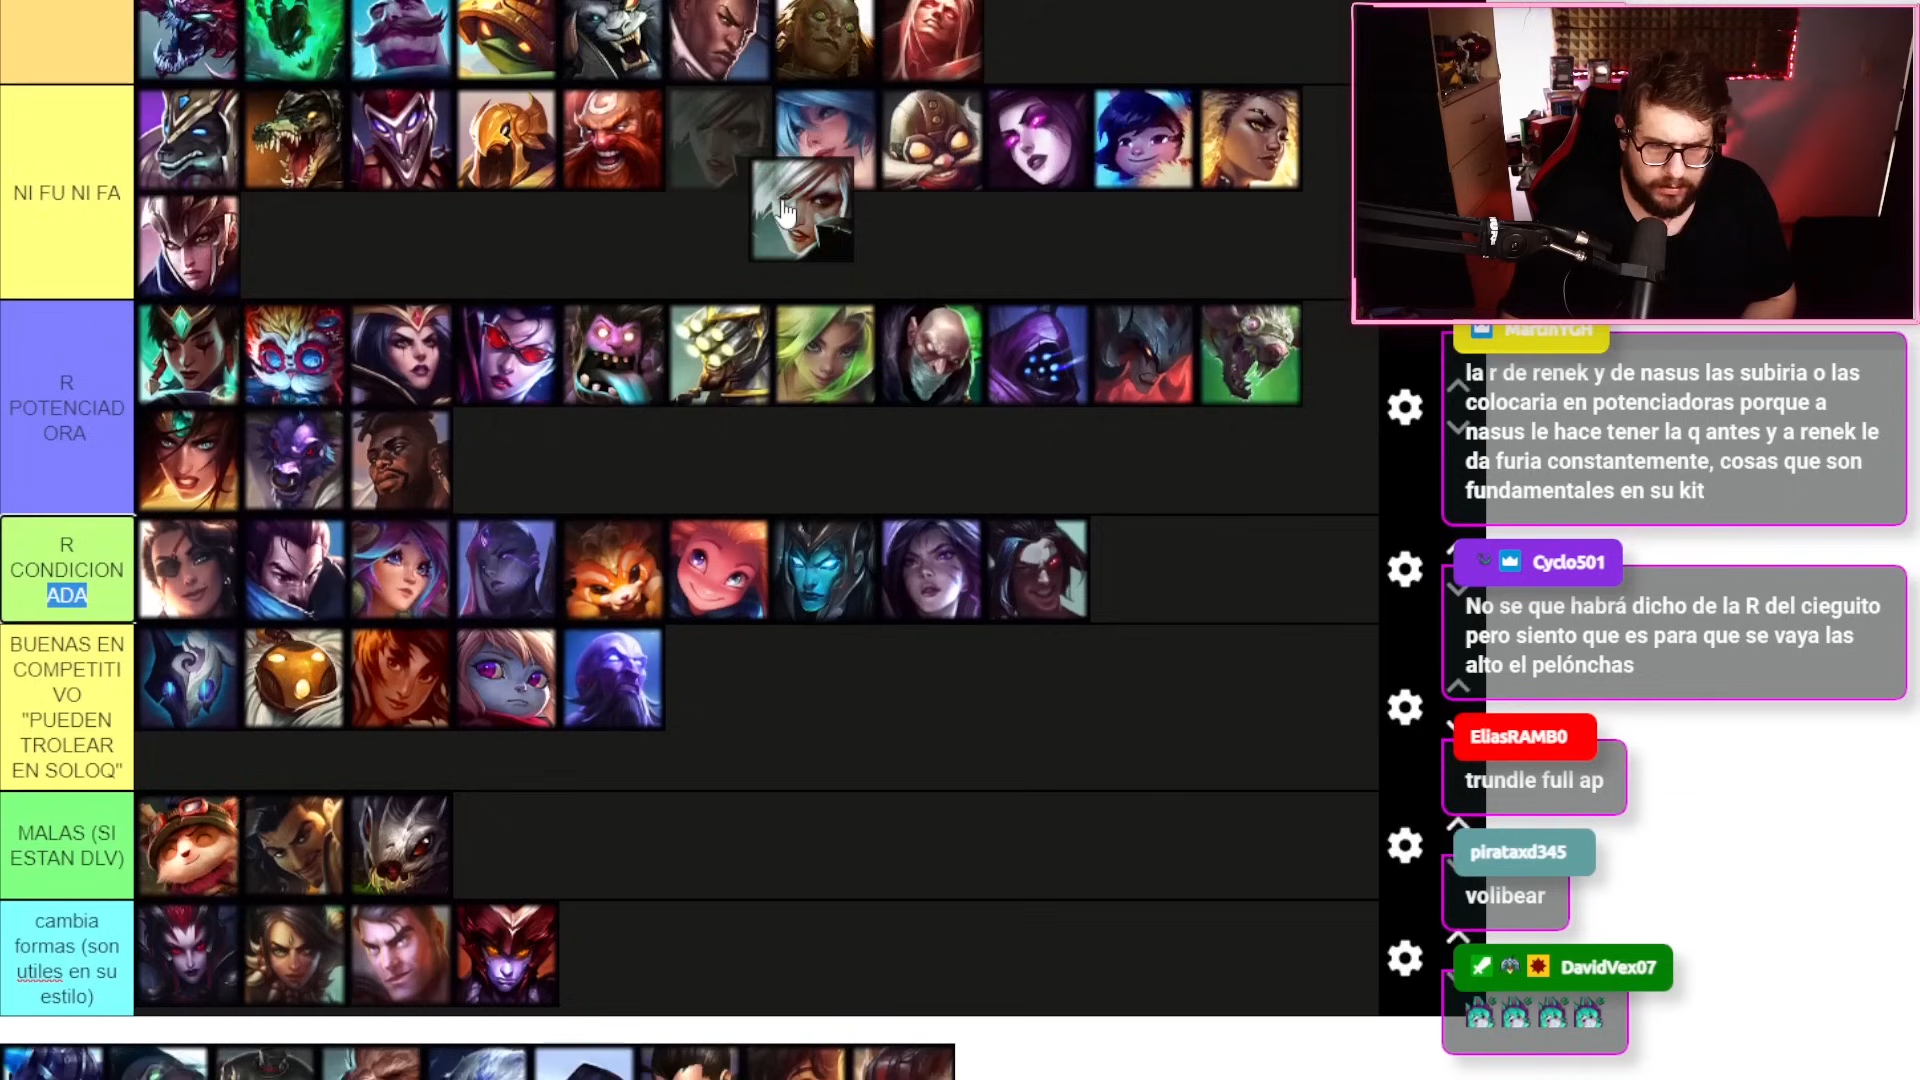 NI FU NI FA
R
POTENCIAD
ORA
R
CONDICION
ADA
BUENAS EN
COMPETITI
VO
"PUEDEN
TROLEAR
EN SOLOQ"
MALAS (SI
ESTAN DLV)
cambia
formas (son
utiles en su
estilo)
MartinYGH
la r de renek y de nasus las subiria o las
colocaria en potenciadoras porque a
nasus le hace tener la q antes y a renek le
da furia constantemente, cosas que son
fundamentales en su kit
Cyclo501
No se que habrá dicho de la R del cieguito
pero siento que es para que se vaya las
alto el pelónchas
EliasRAMB0
trundle full ap
pirataxd345
volibear
DavidVex07